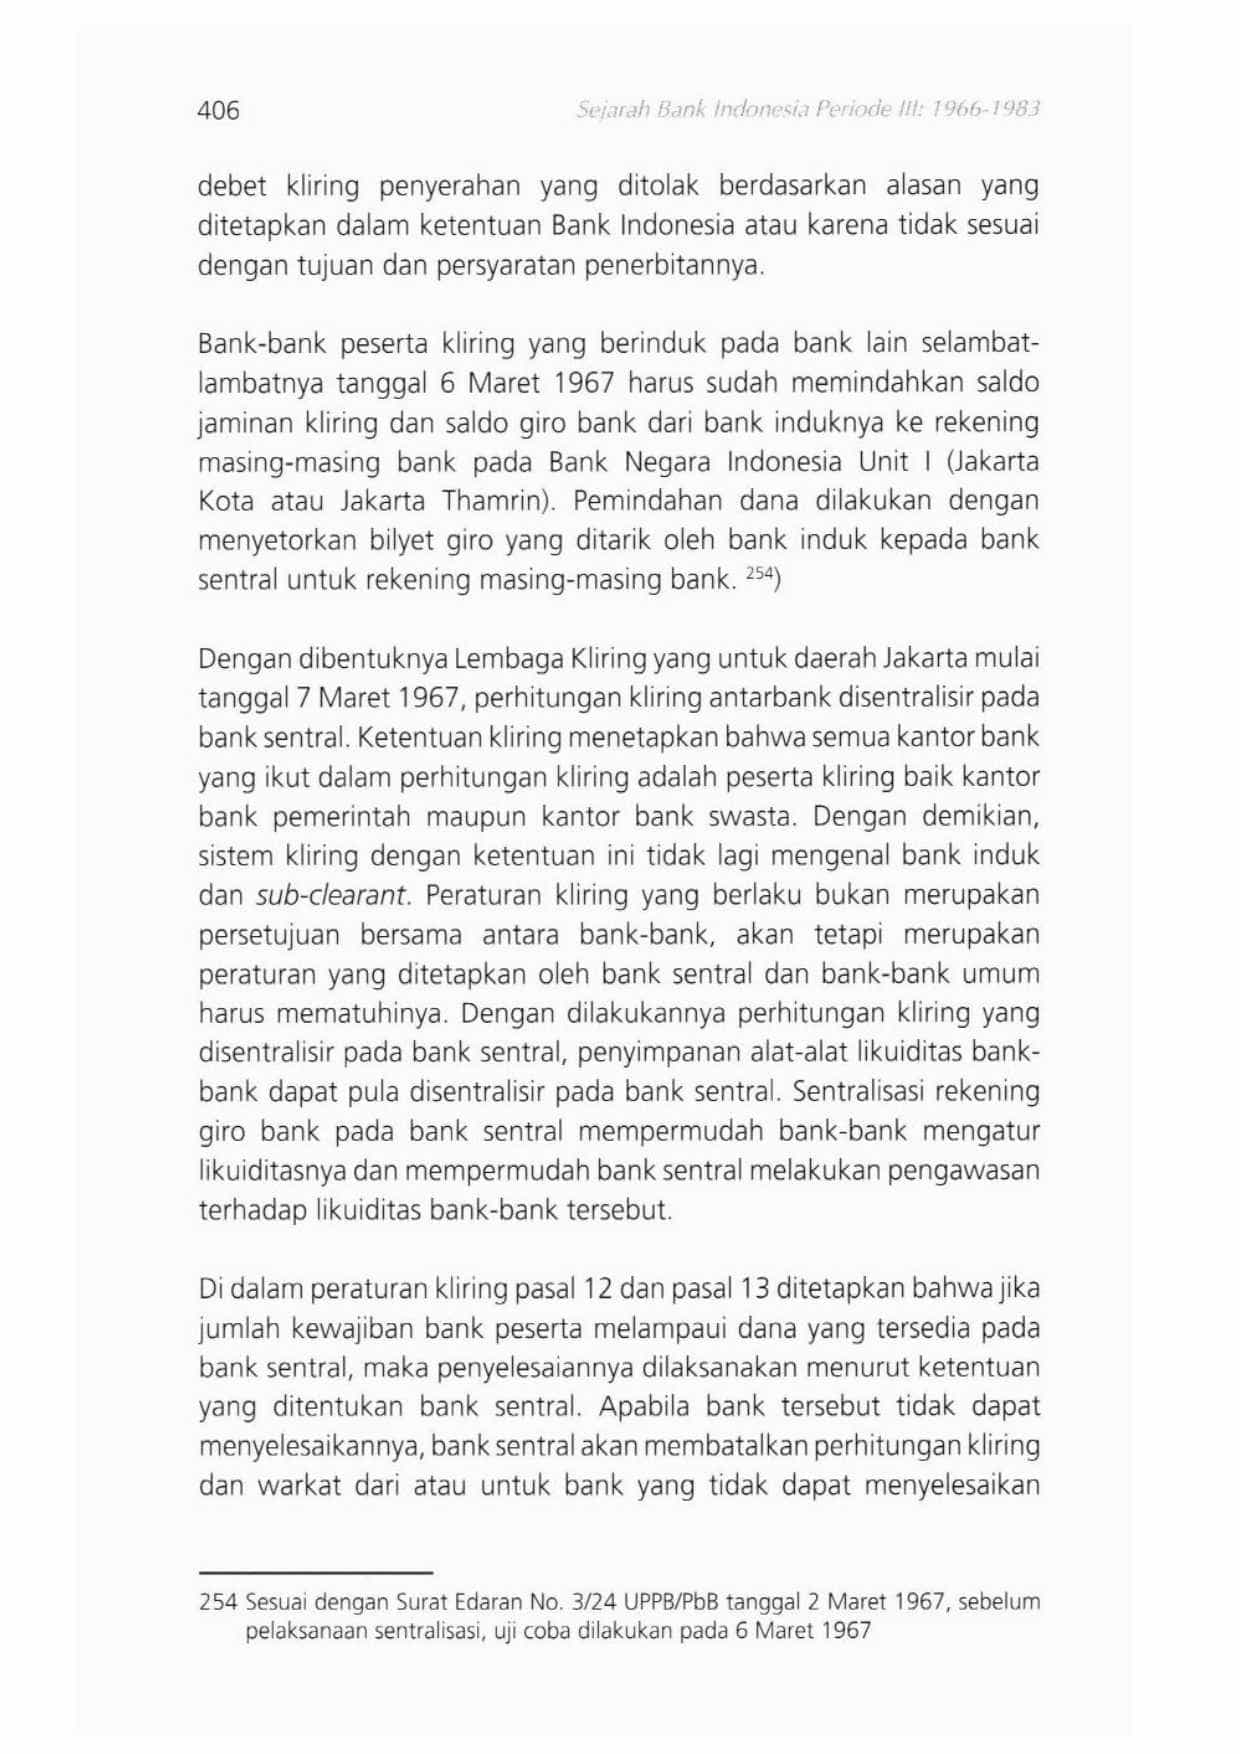 406
Sejarah Bank Indonesia Periode III: 1966-1983
debet kliring penyerahan yang ditolak berdasarkan alasan yang
ditetapkan dalam ketentuan Bank Indonesia atau karena tidak sesuai
dengan tujuan dan persyaratan penerbitannya.
Bank-bank peserta kliring yang berinduk pada bank lain selambat-
lambatnya tanggal 6 Maret 1967 harus sudah memindahkan saldo
jaminan kliring dan saldo giro bank dari bank induknya ke rekening
masing-masing bank pada Bank Negara Indonesia Unit I (Jakarta
Kota atau Jakarta Thamrin). Pemindahan dana dilakukan dengan
menyetorkan bilyet giro yang ditarik oleh bank induk kepada bank
sentral untuk rekening masing-masing bank. 254)
Dengan dibentuknya Lembaga Kliring yang untuk daerah Jakarta mulai
tanggal 7 Maret 1967, perhitungan kliring antarbank disentralisir pada
bank sentral. Ketentuan kliring menetapkan bahwa semua kantor bank
yang ikut dalam perhitungan kliring adalah peserta kliring baik kantor
bank pemerintah maupun kantor bank swasta. Dengan demikian,
sistem kliring dengan ketentuan ini tidak lagi mengenal bank induk
dan sub-clearant. Peraturan kliring yang berlaku bukan merupakan
persetujuan bersama antara bank-bank, akan tetapi merupakan
peraturan yang ditetapkan oleh bank sentral dan bank-bank umum
harus mematuhinya. Dengan dilakukannya perhitungan kliring yang
disentralisir pada bank sentral, penyimpanan alat-alat likuiditas bank-
bank dapat pula disentralisir pada bank sentral. Sentralisasi rekening
giro bank pada bank sentral mempermudah bank-bank mengatur
likuiditasnya dan mempermudah bank sentral melakukan pengawasan
terhadap likuiditas bank-bank tersebut.
Di dalam peraturan kliring pasal 12 dan pasal 13 ditetapkan bahwa jika
jumlah kewajiban bank peserta melampaui dana yang tersedia pada
bank sentral, maka penyelesaiannya dilaksanakan menurut ketentuan
yang ditentukan bank sentral. Apabila bank tersebut tidak dapat
menyelesaikannya, bank sentral akan membatalkan perhitungan kliring
dan warkat dari atau untuk bank yang tidak dapat menyelesaikan
254 Sesuai dengan Surat Edaran No. 3/24 UPPB/PbB tanggal 2 Maret 1967, sebelum
pelaksanaan sentralisasi, uji coba dilakukan pada 6 Maret 1967